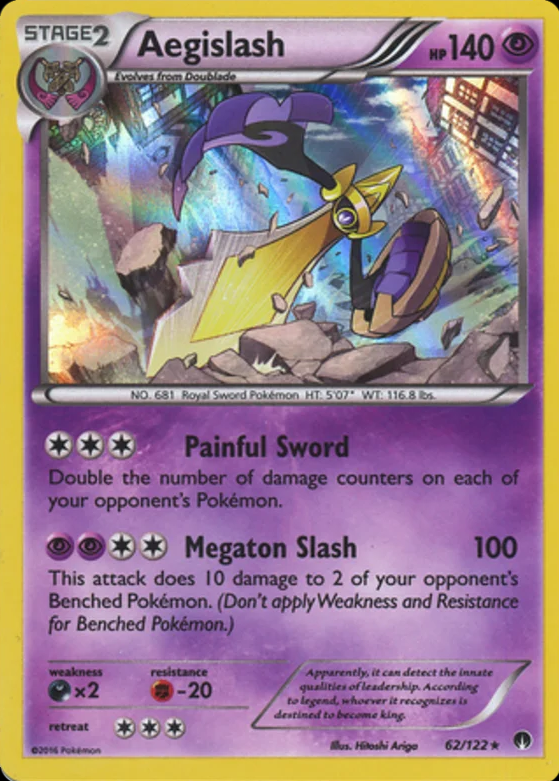 STAGE2
Aegislash
HP 140
Evolves from Doublade
NO. 681 Royal Sword Pokémon HT: 5'07" WT: 116.8 lbs.
Painful Sword
Double the number of damage counters on each of
your opponent's Pokémon.
Megaton Slash 100
This attack does 10 damage to 2 of your opponent's
Benched Pokémon. (Don't apply Weakness and Resistance
for Benched Pokémon.)
weakness resistance
×2 -20
retreat
Apparently, it can detect the innate
qualities of leadership. According
to legend, whoever it recognizes is
destined to become king.
©2016 Pokémon Illus. Hitoshi Ariga 62/122★